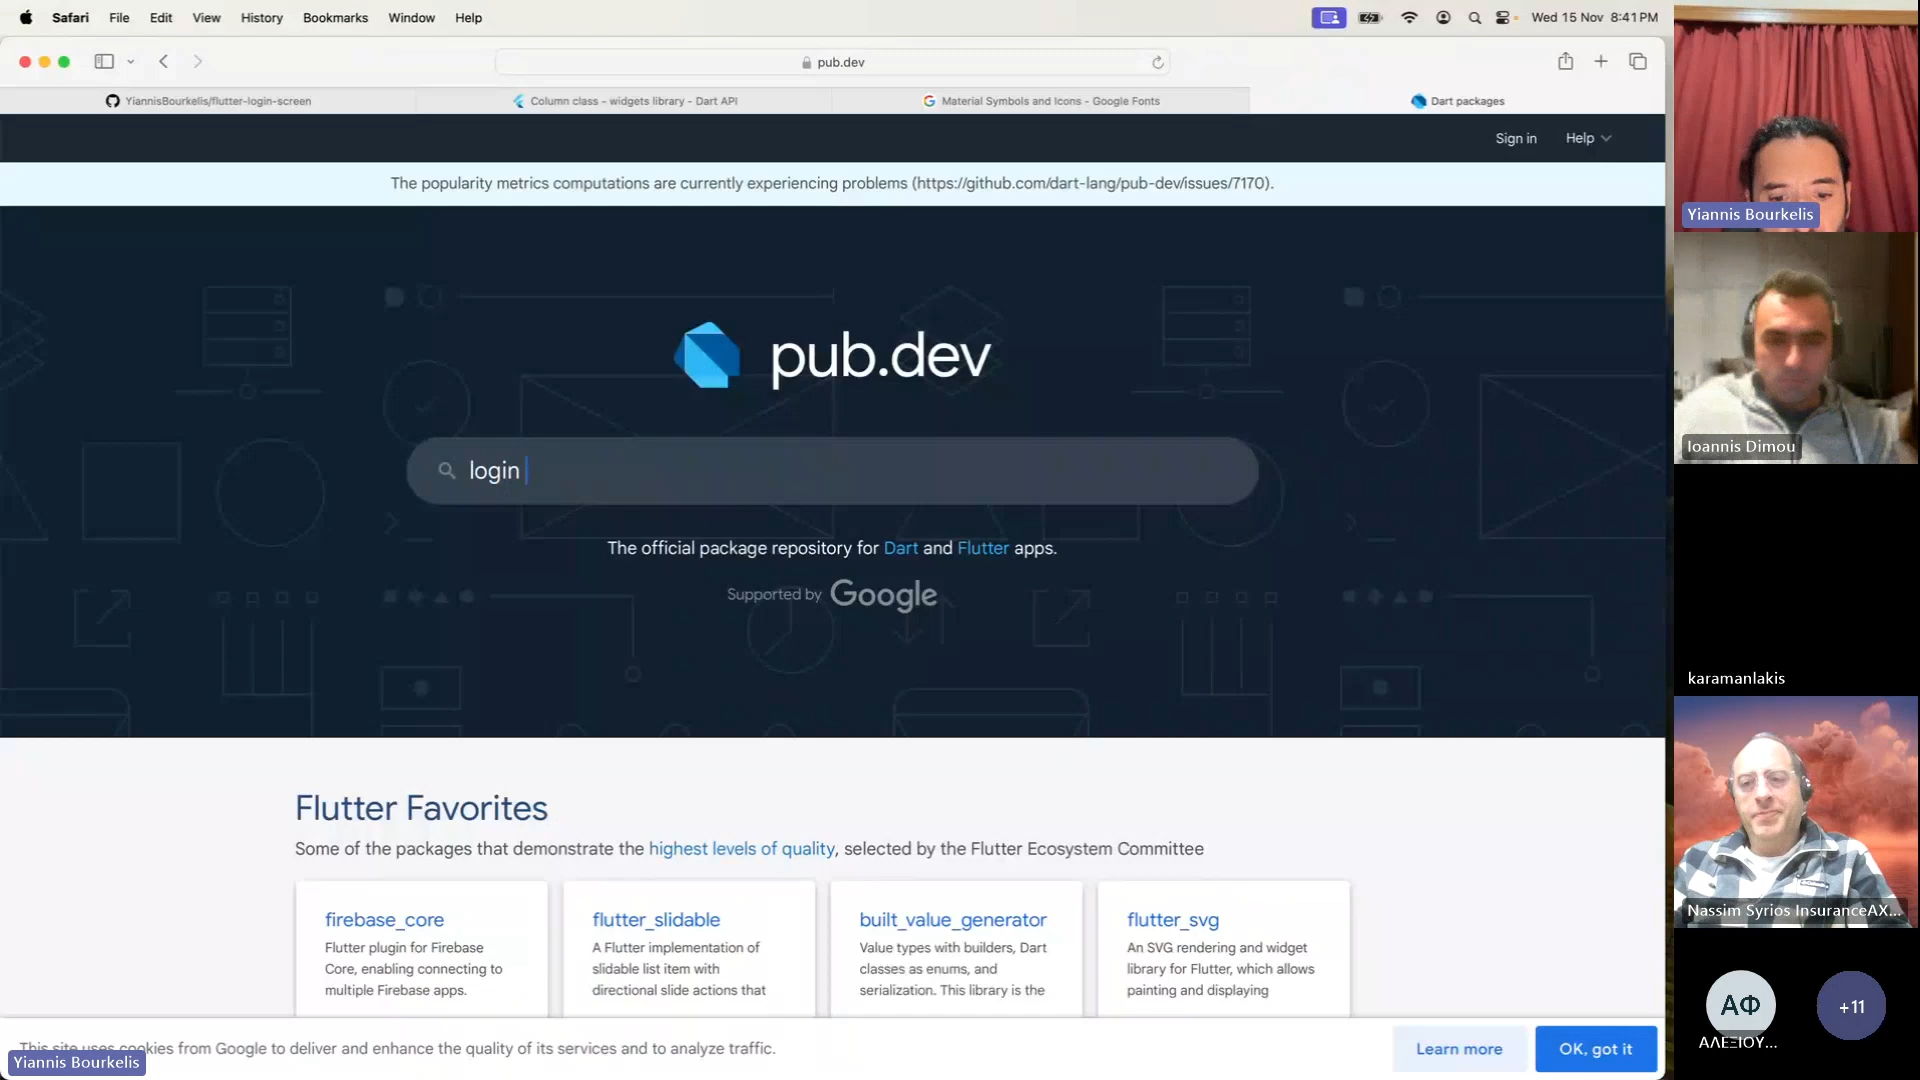 Safari File Edit View History Bookmarks Window Help
Wed 15 Nov 8:41 PM
pub.dev
YiannisBourkelis/flutter-login-screen
Column class - widgets library - Dart API
Material Symbols and Icons - Google Fonts
Dart packages
Sign in
Help
The popularity metrics computations are currently experiencing problems (https://github.com/dart-lang/pub-dev/issues/7170).
pub.dev
login
The official package repository for Dart and Flutter apps.
Supported by Google
Flutter Favorites
Some of the packages that demonstrate the highest levels of quality, selected by the Flutter Ecosystem Committee
firebase_core
Flutter plugin for Firebase
Core, enabling connecting to
multiple Firebase apps.
flutter_slidable
A Flutter implementation of
slidable list item with
directional slide actions that
built_value_generator
Value types with builders, Dart
classes as enums, and
serialization. This library is the
flutter_svg
An SVG rendering and widget
library for Flutter, which allows
painting and displaying
This site uses cookies from Google to deliver and enhance the quality of its services and to analyze traffic.
Learn more
OK, got it
Yiannis Bourkelis
Yiannis Bourkelis
Ioannis Dimou
karamanlakis
Nassim Syrios InsuranceAX...
ΑΦ
+11
ΑΛΕΞΙΟΥ...